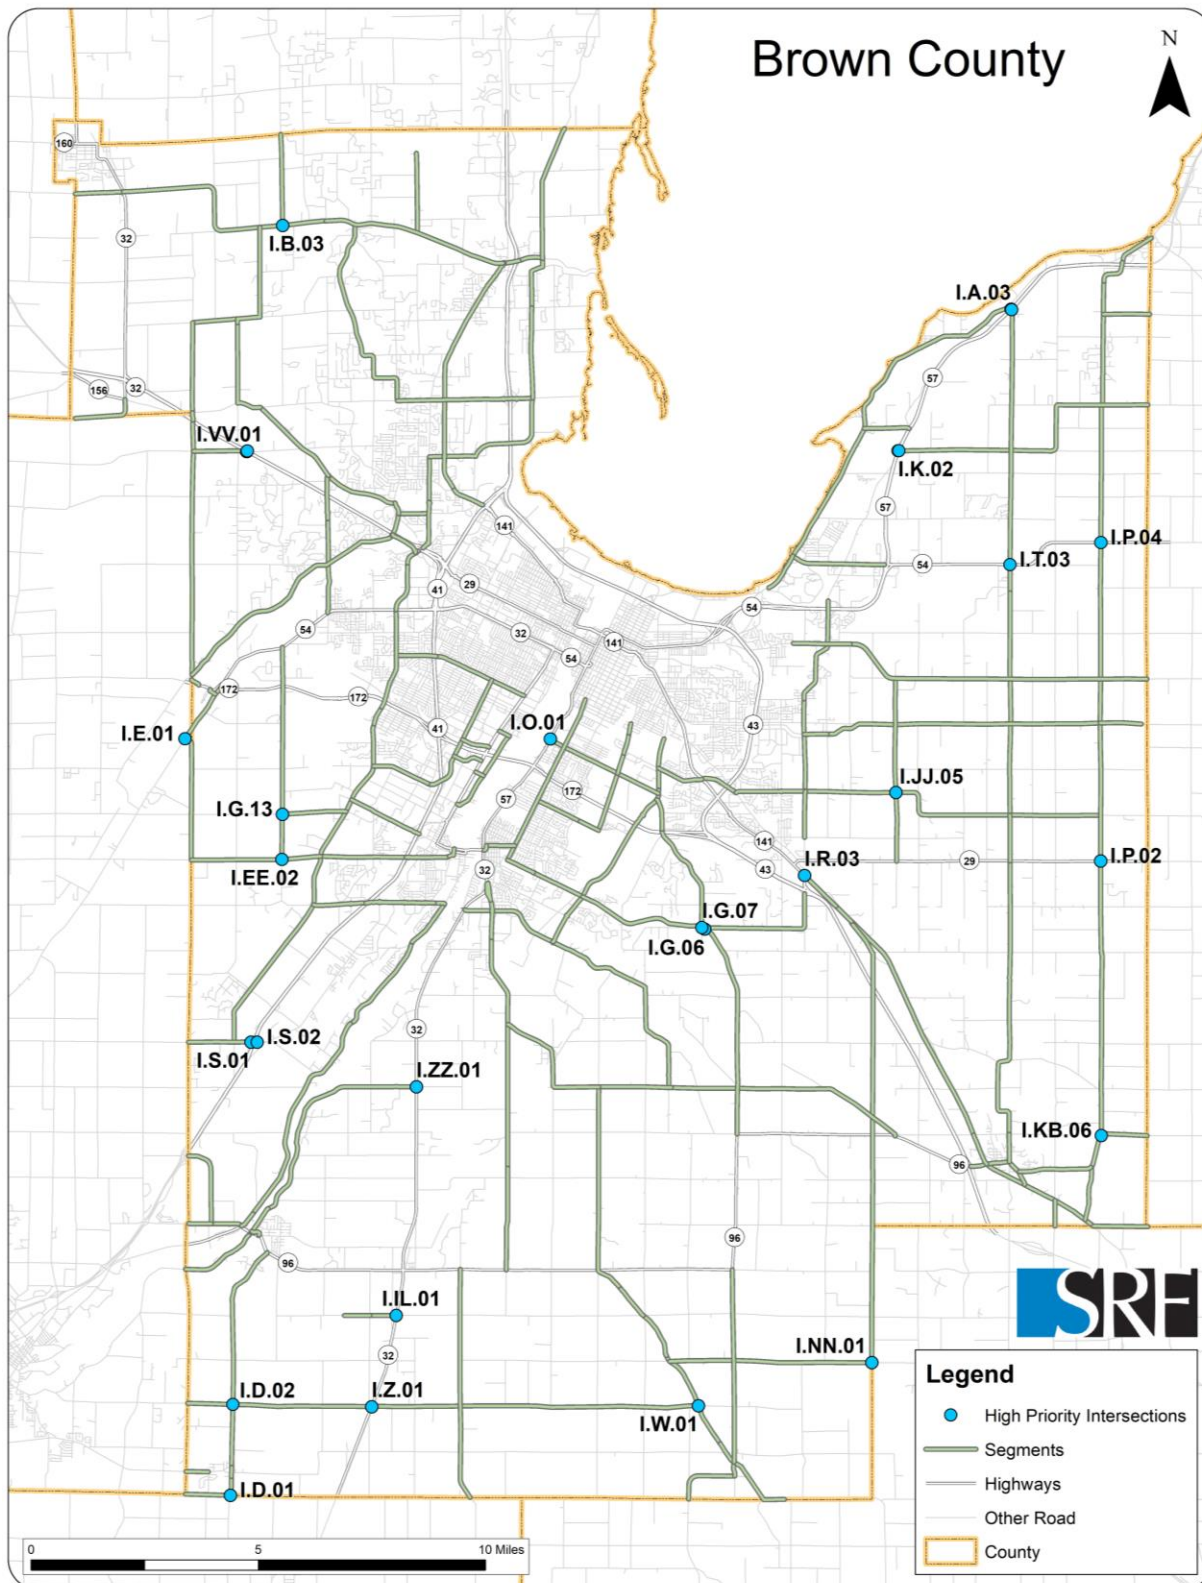 Brown County
N
160
32
I.B.03
I.A.03
156
32
57
I.VV.01
I.K.02
57
141
I.P.04
54
I.T.03
41
29
54
32
141
54
54
172
172
I.E.01
41
I.O.01
43
I.JJ.05
I.G.13
57
172
141
I.EE.02
32
43
I.R.03
29
I.P.02
I.G.07
I.G.06
I.S.02
I.S.01
32
I.ZZ.01
I.KB.06
96
96
96
SRF
I.IL.01
32
I.NN.01
I.D.02
I.Z.01
I.W.01
I.D.01
Legend
High Priority Intersections
Segments
Highways
Other Road
County
0 5 10 Miles